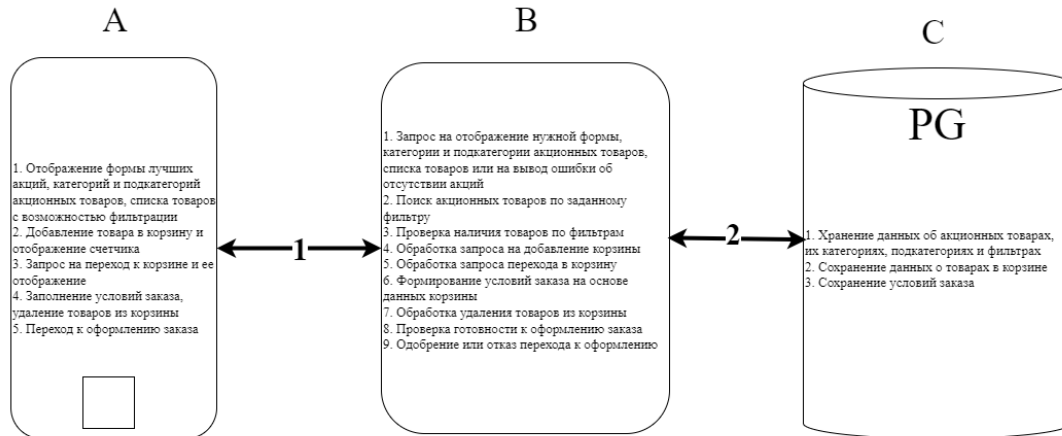 A
1. Отображение формы лучших
акций, категорий и подкатегорий
акционных товаров, списка товаров
с возможностью фильтрации
2. Добавление товара в корзину и
отображение счетчика
3. Запрос на переход к корзине и ее
отображение
4. Заполнение условий заказа,
удаление товаров из корзины
5. Переход к оформлению заказа
1
B
1. Запрос на отображение нужной формы,
категории и подкатегории акционных товаров,
списка товаров или на вывод ошибки об
отсутствии акций
2. Поиск акционных товаров по заданному
фильтру
3. Проверка наличия товаров по фильтрам
4. Обработка запроса на добавление корзины
5. Обработка запроса перехода в корзину
6. Формирование условий заказа на основе
данных корзины
7. Обработка удаления товаров из корзины
8. Проверка готовности к оформлению заказа
9. Одобрение или отказ перехода к оформлению
2
C
PG
1. Хранение данных об акционных товарах,
их категориях, подкатегориях и фильтрах
2. Сохранение данных о товарах в корзине
3. Сохранение условий заказа